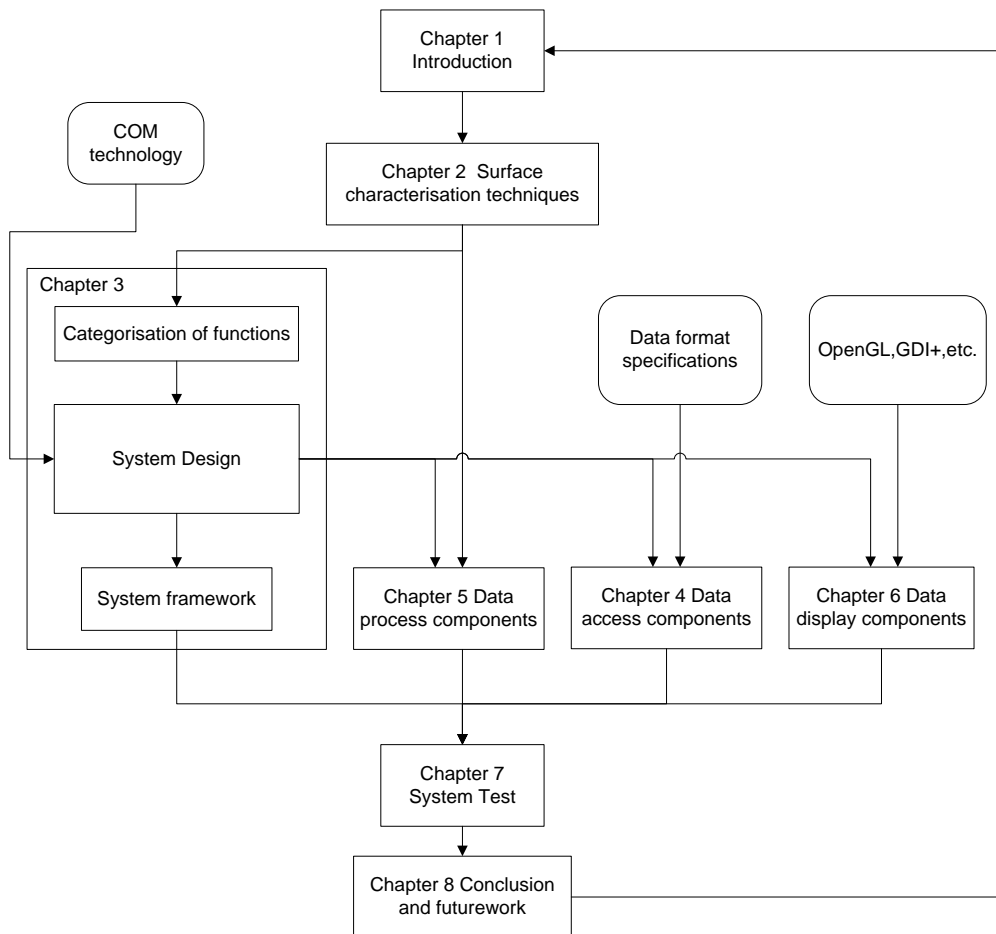 Chapter 1
Introduction
COM
technology
Chapter 2  Surface
characterisation techniques
Chapter 3
Categorisation of functions
Data format
specifications
OpenGL,GDI+,etc.
System Design
System framework
Chapter 5 Data
process components
Chapter 4 Data
access components
Chapter 6 Data
display components
Chapter 7
System Test
Chapter 8 Conclusion
and futurework